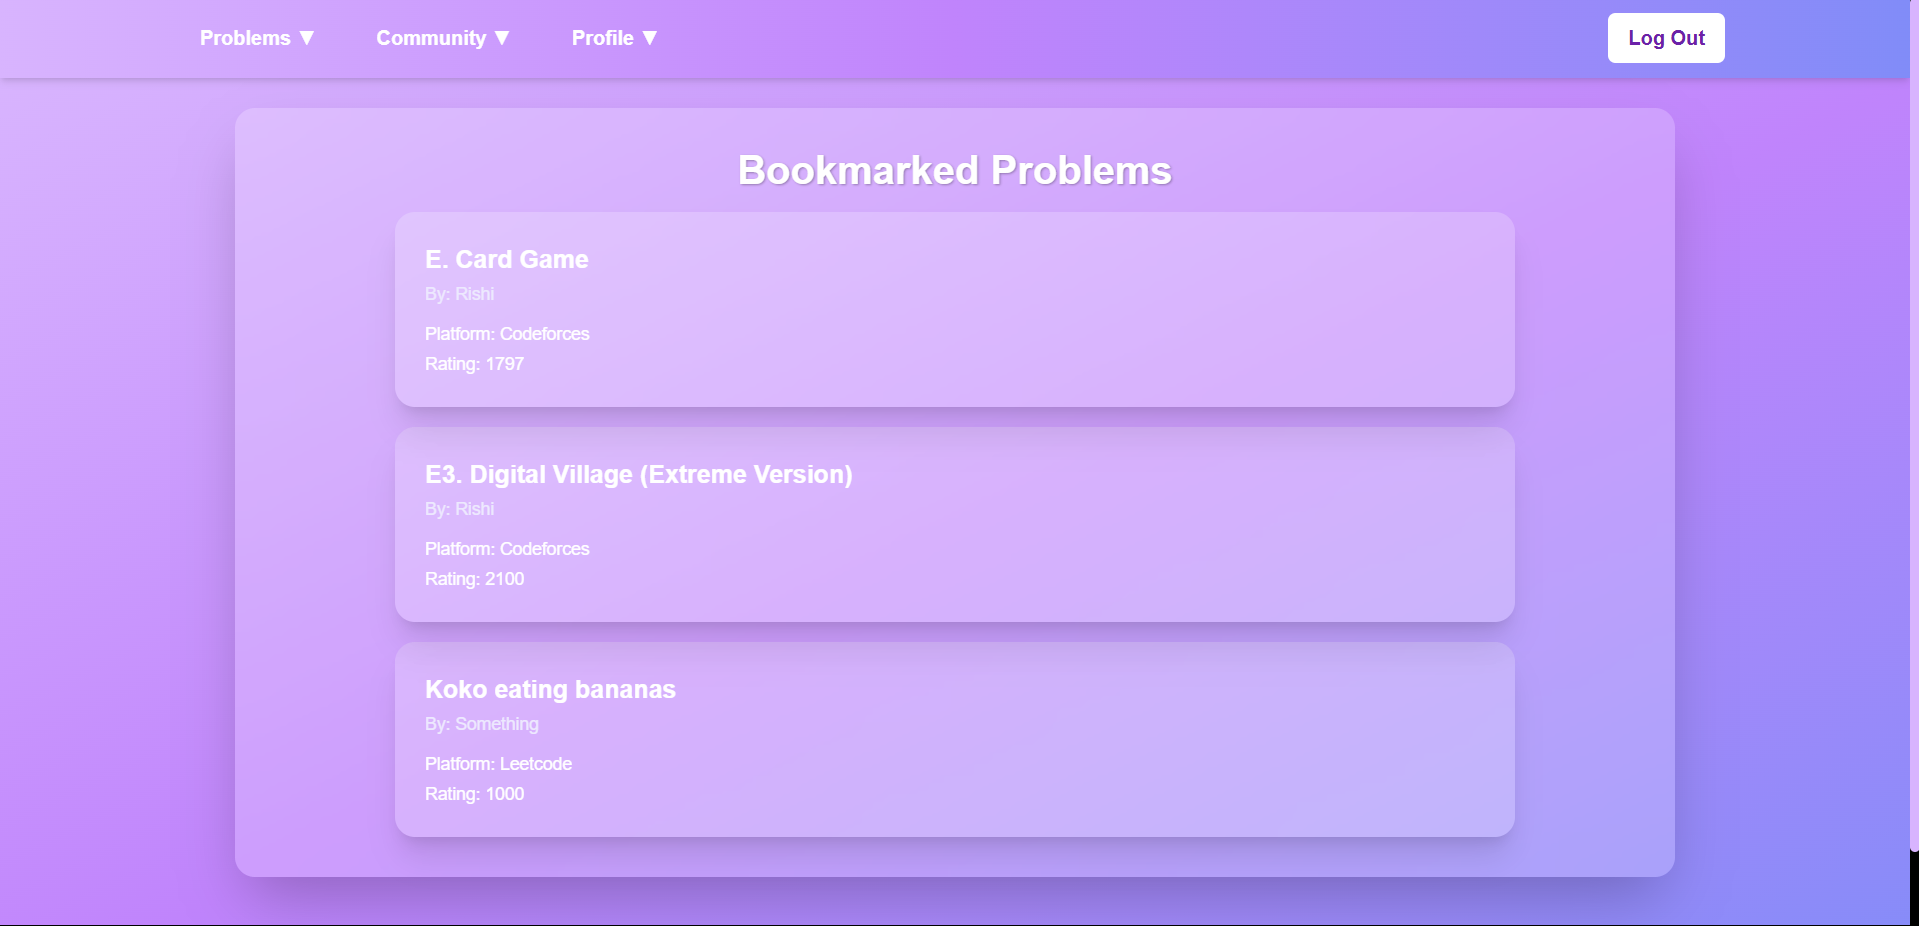 Problems ▼ Community ▼ Profile ▼ Log Out
Bookmarked Problems
E. Card Game
By: Rishi
Platform: Codeforces
Rating: 1797
E3. Digital Village (Extreme Version)
By: Rishi
Platform: Codeforces
Rating: 2100
Koko eating bananas
By: Something
Platform: Leetcode
Rating: 1000